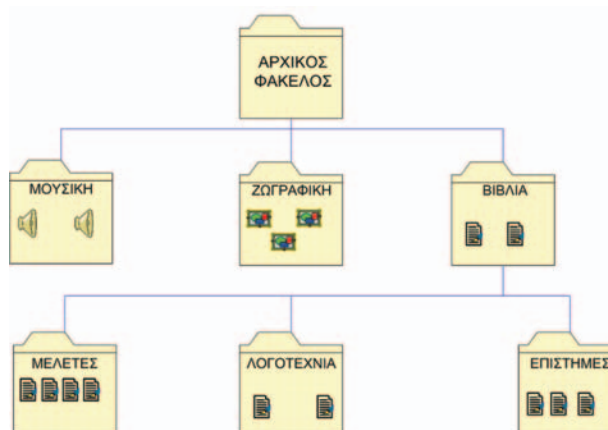 ΑΡΧΙΚΟΣ
ΦΑΚΕΛΟΣ
ΜΟΥΣΙΚΗ
ΖΩΓΡΑΦΙΚΗ
ΒΙΒΛΙΑ
ΜΕΛΕΤΕΣ
ΛΟΓΟΤΕΧΝΙΑ
ΕΠΙΣΤΗΜΕΣ